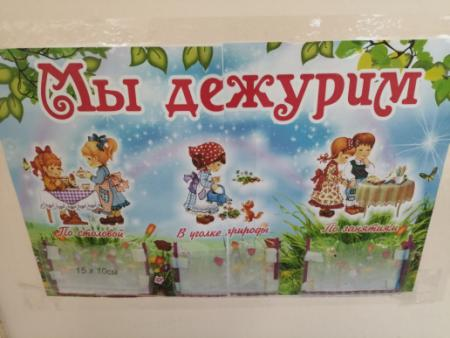 Мы дежурим
По столовой
В уголке природы
По занятиям
15 x 10см